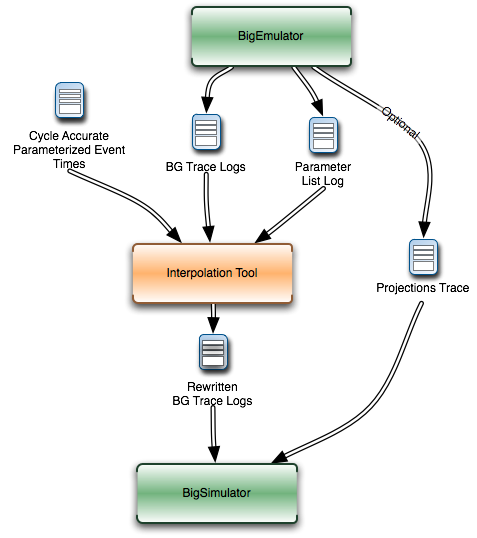 BigEmulator
Optional
Cycle Accurate
Parameterized Event
Times
BG Trace Logs
Parameter
List Log
Interpolation Tool
Projections Trace
Rewritten
BG Trace Logs
BigSimulator